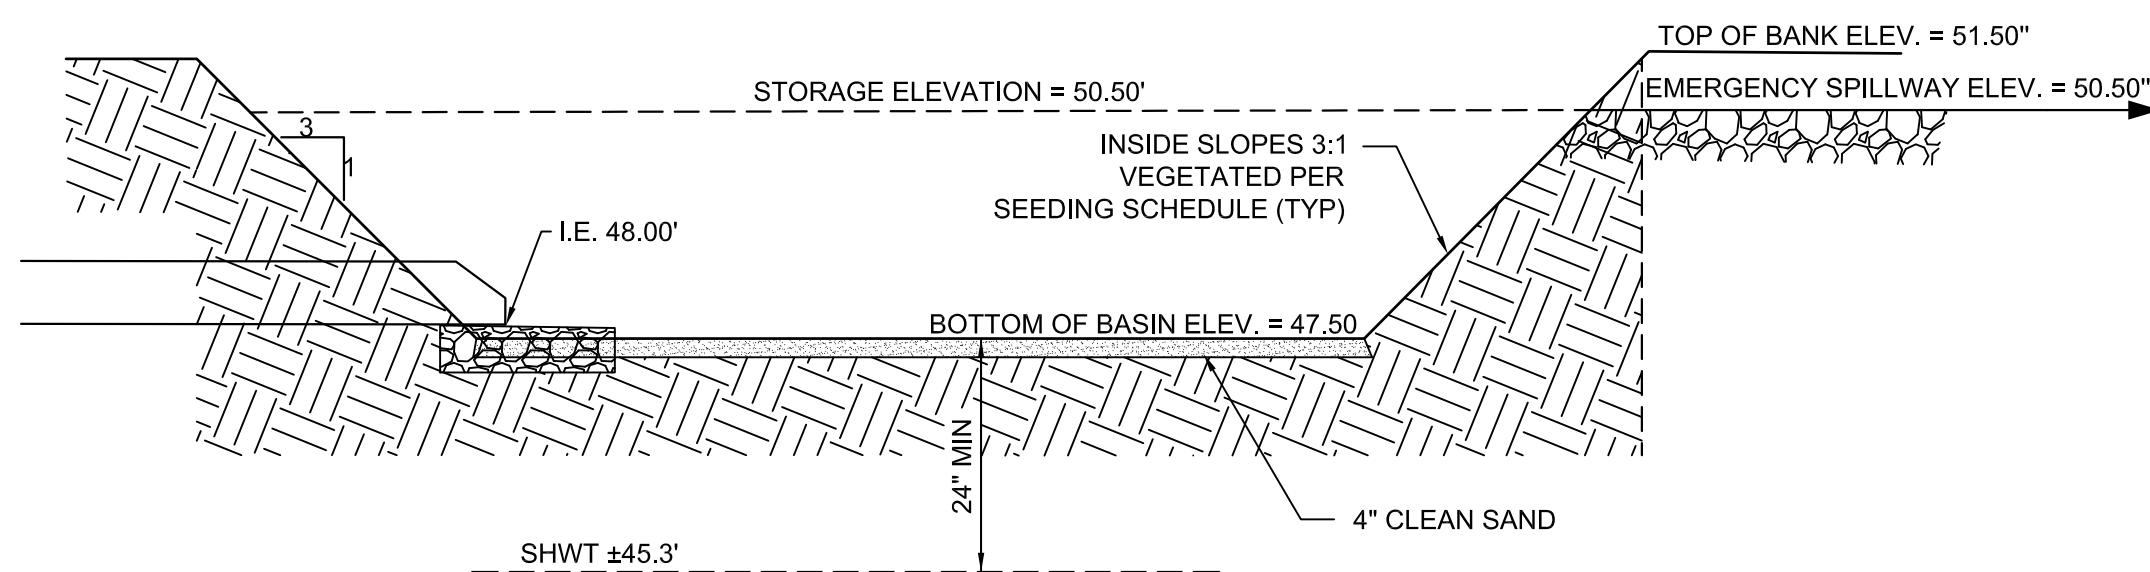 TOP OF BANK ELEV. = 51.50"
STORAGE ELEVATION = 50.50'
EMERGENCY SPILLWAY ELEV. = 50.50"
3
1
INSIDE SLOPES 3:1
VEGETATED PER
SEEDING SCHEDULE (TYP)
I.E. 48.00'
BOTTOM OF BASIN ELEV. = 47.50
24" MIN
4" CLEAN SAND
SHWT ±45.3'